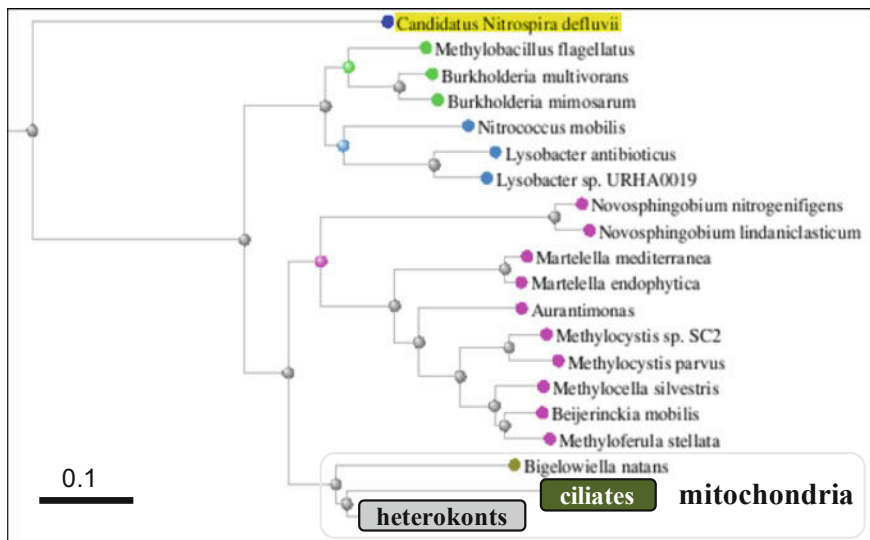 Candidatus Nitrospira defluvii
Methylobacillus flagellatus
Burkholderia multivorans
Burkholderia mimosarum
Nitrococcus mobilis
Lysobacter antibioticus
Lysobacter sp. URHA0019
Novosphingobium nitrogenifigens
Novosphingobium lindaniclasticum
Martelella mediterranea
Martelella endophytica
Aurantimonas
Methylocystis sp. SC2
Methylocystis parvus
Methylocella silvestris
Beijerinckia mobilis
Methyloferula stellata
Bigelowiella natans
0.1
ciliates mitochondria
heterokonts